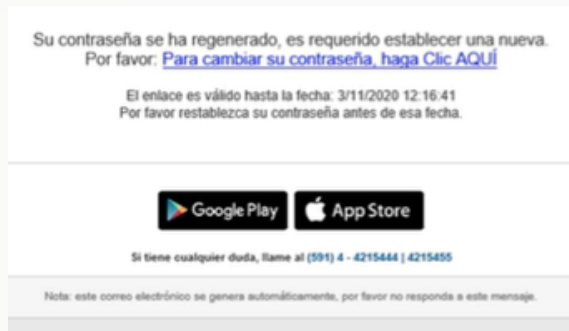 Su contraseña se ha regenerado, es requerido establecer una nueva.
Por favor: Para cambiar su contraseña, haga Clic AQUÍ
El enlace es válido hasta la fecha: 3/11/2020 12:16:41
Por favor restablezca su contraseña antes de esa fecha.
Google Play
App Store
Si tiene cualquier duda, llame al (591) 4 - 4215444 | 4215455
Nota: este correo electrónico se genera automáticamente, por favor no responda a este mensaje.